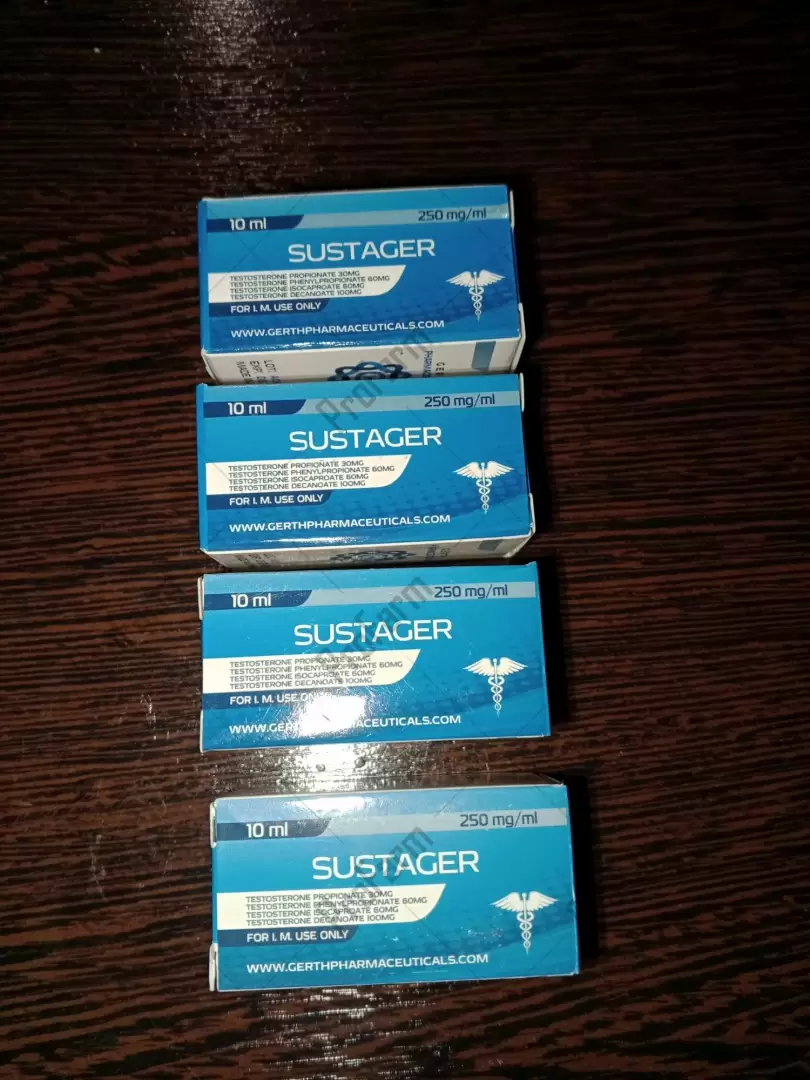 10 ml
250 mg/ml
SUSTAGER
TESTOSTERONE PROPIONATE 30MG
TESTOSTERONE PHENYLPROPIONATE 60MG
TESTOSTERONE ISOCAPROATE 60MG
TESTOSTERONE DECANOATE 100MG
FOR I. M. USE ONLY
WWW.GERTHPHARMACEUTICALS.COM
10 ml
250 mg/ml
SUSTAGER
TESTOSTERONE PROPIONATE 30MG
TESTOSTERONE PHENYLPROPIONATE 60MG
TESTOSTERONE ISOCAPROATE 60MG
TESTOSTERONE DECANOATE 100MG
FOR I. M. USE ONLY
WWW.GERTHPHARMACEUTICALS.COM
10 ml
250 mg/ml
SUSTAGER
TESTOSTERONE PROPIONATE 30MG
TESTOSTERONE PHENYLPROPIONATE 60MG
TESTOSTERONE ISOCAPROATE 60MG
TESTOSTERONE DECANOATE 100MG
FOR I. M. USE ONLY
10 ml
250 mg/ml
SUSTAGER
TESTOSTERONE PROPIONATE 30MG
TESTOSTERONE PHENYLPROPIONATE 60MG
TESTOSTERONE ISOCAPROATE 60MG
TESTOSTERONE DECANOATE 100MG
FOR I. M. USE ONLY
WWW.GERTHPHARMACEUTICALS.COM